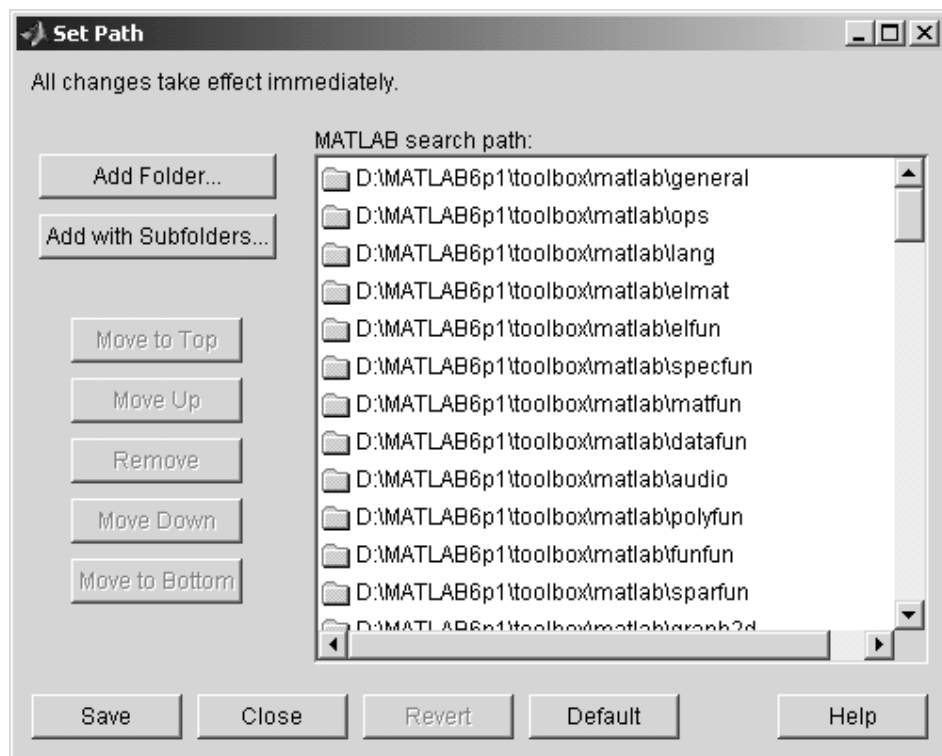 Set Path
All changes take effect immediately.
MATLAB search path:
Add Folder...
Add with Subfolders...
Move to Top
Move Up
Remove
Move Down
Move to Bottom
D:\MATLAB6p1\toolbox\matlab\general
D:\MATLAB6p1\toolbox\matlab\ops
D:\MATLAB6p1\toolbox\matlab\lang
D:\MATLAB6p1\toolbox\matlab\elmat
D:\MATLAB6p1\toolbox\matlab\elfun
D:\MATLAB6p1\toolbox\matlab\specfun
D:\MATLAB6p1\toolbox\matlab\matfun
D:\MATLAB6p1\toolbox\matlab\datafun
D:\MATLAB6p1\toolbox\matlab\audio
D:\MATLAB6p1\toolbox\matlab\polyfun
D:\MATLAB6p1\toolbox\matlab\funfun
D:\MATLAB6p1\toolbox\matlab\sparfun
D:\MATLAB6p1\toolbox\matlab\graph2d
Save
Close
Revert
Default
Help